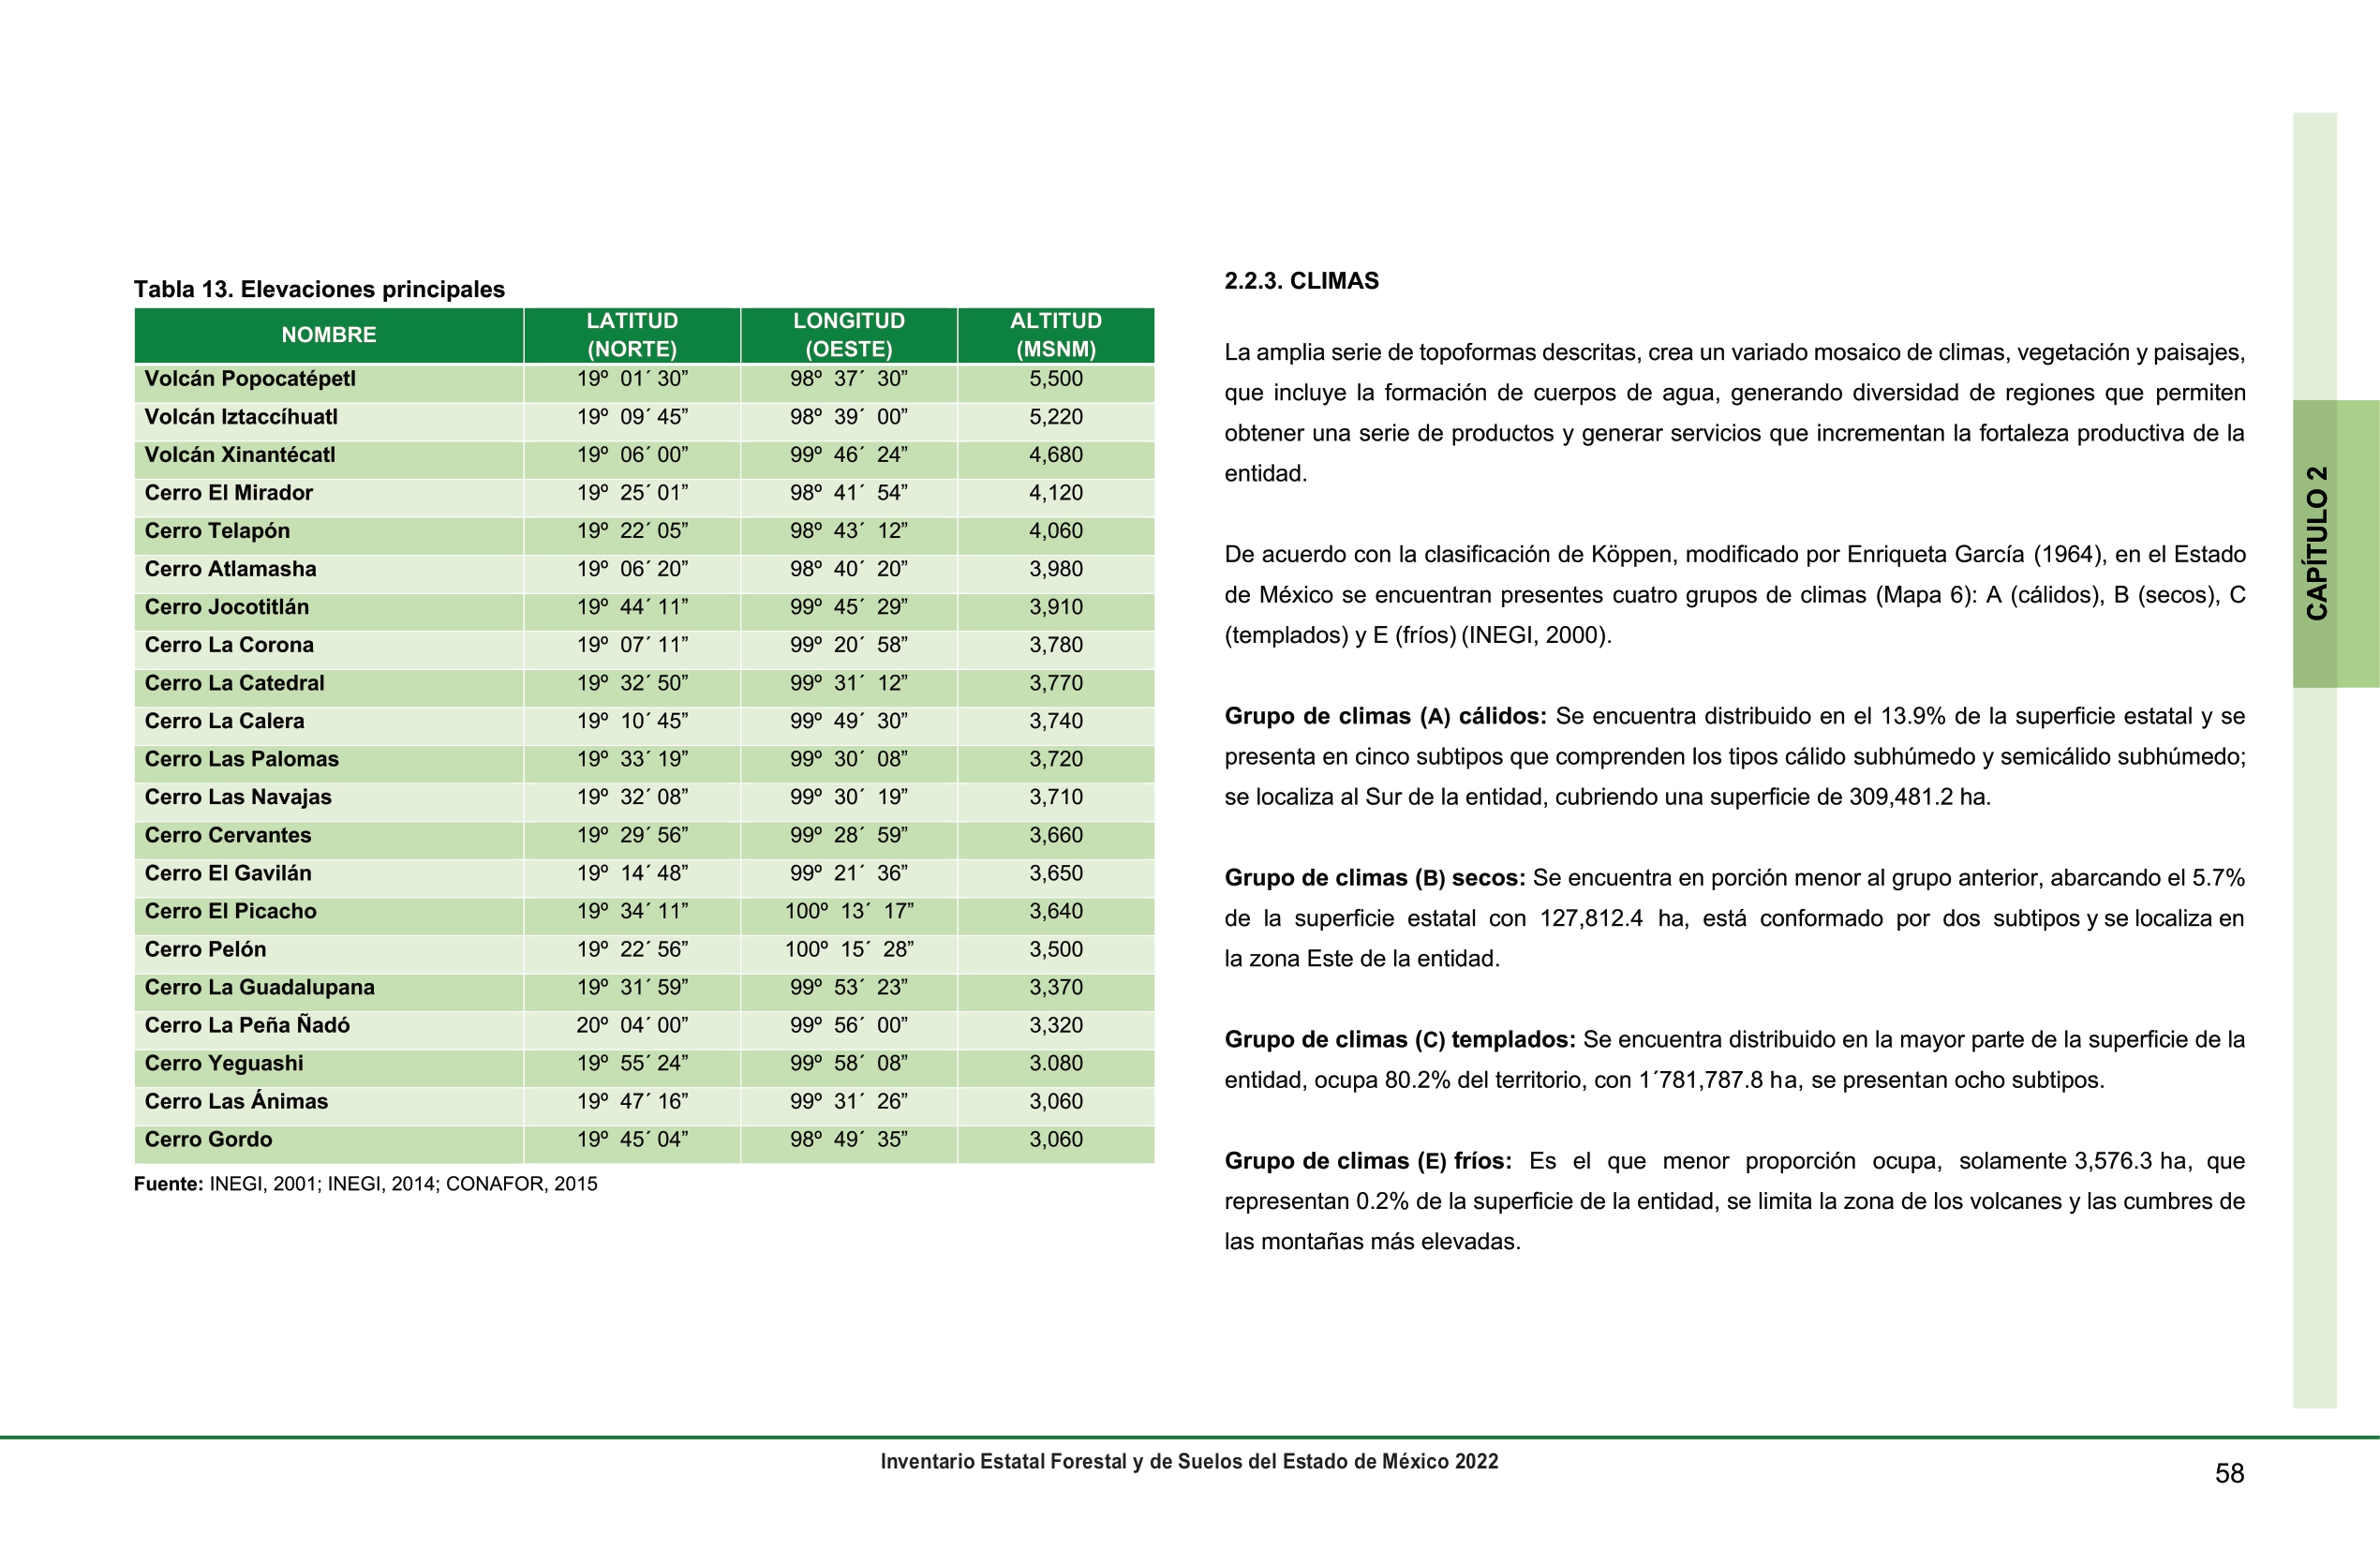 Tabla 13. Elevaciones principales
NOMBRE LATITUD (NORTE) LONGITUD (OESTE) ALTITUD (MSNM)
Volcán Popocatépetl 19º 01´ 30” 98º 37´ 30” 5,500
Volcán Iztaccíhuatl 19º 09´ 45” 98º 39´ 00” 5,220
Volcán Xinantécatl 19º 06´ 00” 99º 46´ 24” 4,680
Cerro El Mirador 19º 25´ 01” 98º 41´ 54” 4,120
Cerro Telapón 19º 22´ 05” 98º 43´ 12” 4,060
Cerro Atlamasha 19º 06´ 20” 98º 40´ 20” 3,980
Cerro Jocotitlán 19º 44´ 11” 99º 45´ 29” 3,910
Cerro La Corona 19º 07´ 11” 99º 20´ 58” 3,780
Cerro La Catedral 19º 32´ 50” 99º 31´ 12” 3,770
Cerro La Calera 19º 10´ 45” 99º 49´ 30” 3,740
Cerro Las Palomas 19º 33´ 19” 99º 30´ 08” 3,720
Cerro Las Navajas 19º 32´ 08” 99º 30´ 19” 3,710
Cerro Cervantes 19º 29´ 56” 99º 28´ 59” 3,660
Cerro El Gavilán 19º 14´ 48” 99º 21´ 36” 3,650
Cerro El Picacho 19º 34´ 11” 100º 13´ 17” 3,640
Cerro Pelón 19º 22´ 56” 100º 15´ 28” 3,500
Cerro La Guadalupana 19º 31´ 59” 99º 53´ 23” 3,370
Cerro La Peña Ñadó 20º 04´ 00” 99º 56´ 00” 3,320
Cerro Yeguashi 19º 55´ 24” 99º 58´ 08” 3.080
Cerro Las Ánimas 19º 47´ 16” 99º 31´ 26” 3,060
Cerro Gordo 19º 45´ 04” 98º 49´ 35” 3,060
Fuente: INEGI, 2001; INEGI, 2014; CONAFOR, 2015
2.2.3. CLIMAS
La amplia serie de topoformas descritas, crea un variado mosaico de climas, vegetación y paisajes,
que incluye la formación de cuerpos de agua, generando diversidad de regiones que permiten
obtener una serie de productos y generar servicios que incrementan la fortaleza productiva de la
entidad.
De acuerdo con la clasificación de Köppen, modificado por Enriqueta García (1964), en el Estado
de México se encuentran presentes cuatro grupos de climas (Mapa 6): A (cálidos), B (secos), C
(templados) y E (fríos) (INEGI, 2000).
Grupo de climas (A) cálidos: Se encuentra distribuido en el 13.9% de la superficie estatal y se
presenta en cinco subtipos que comprenden los tipos cálido subhúmedo y semicálido subhúmedo;
se localiza al Sur de la entidad, cubriendo una superficie de 309,481.2 ha.
Grupo de climas (B) secos: Se encuentra en porción menor al grupo anterior, abarcando el 5.7%
de la superficie estatal con 127,812.4 ha, está conformado por dos subtipos y se localiza en
la zona Este de la entidad.
Grupo de climas (C) templados: Se encuentra distribuido en la mayor parte de la superficie de la
entidad, ocupa 80.2% del territorio, con 1´781,787.8 ha, se presentan ocho subtipos.
Grupo de climas (E) fríos: Es el que menor proporción ocupa, solamente 3,576.3 ha, que
representan 0.2% de la superficie de la entidad, se limita la zona de los volcanes y las cumbres de
las montañas más elevadas.
CAPÍTULO 2
Inventario Estatal Forestal y de Suelos del Estado de México 2022
58